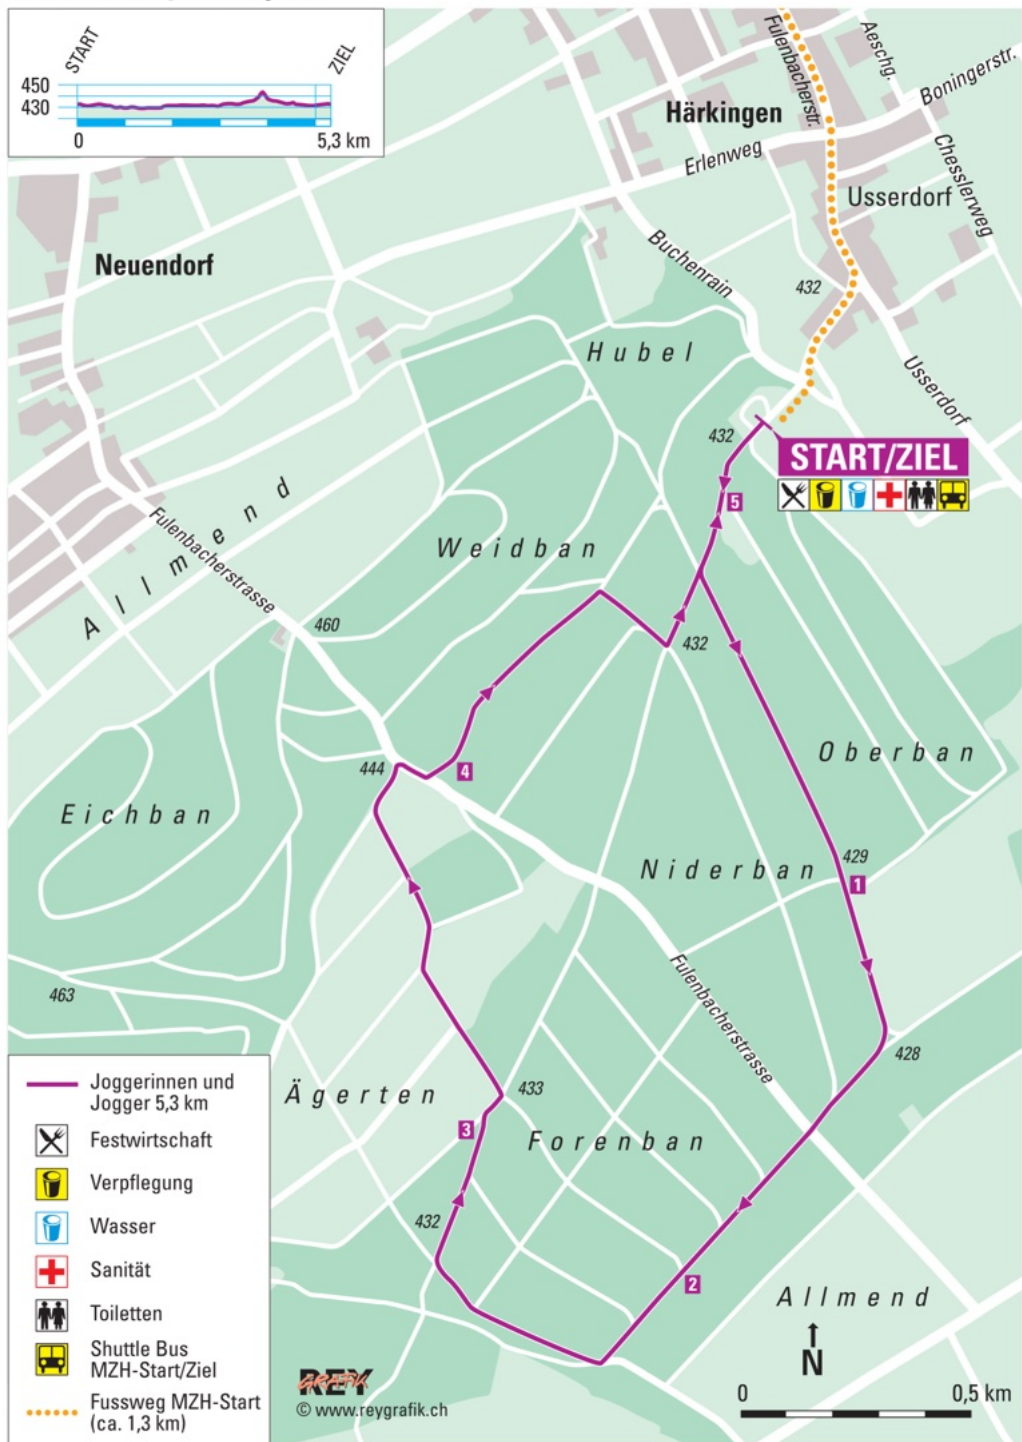 START
ZIEL
450
430
0
5,3 km
Fulenbacherstr.
Aeschg.
Boningerstr.
Härkingen
Erlenweg
Chesslerweg
Usserdorf
Neuendorf
Buchenrain
432
Hubel
Usserdorf
432
START/ZIEL
5
Allmend
Fulenbacherstrasse
Weidban
460
432
Oberban
444
4
Eichban
Niderban
429
1
Fulenbacherstrasse
463
428
433
Ägerten
3
Forenban
432
2
Allmend
N
0
0,5 km
Joggerinnen und
Jogger 5,3 km
Festwirtschaft
Verpflegung
Wasser
Sanität
Toiletten
Shuttle Bus
MZH-Start/Ziel
Fussweg MZH-Start
(ca. 1,3 km)
REY
GRAFIK
© www.reygrafik.ch